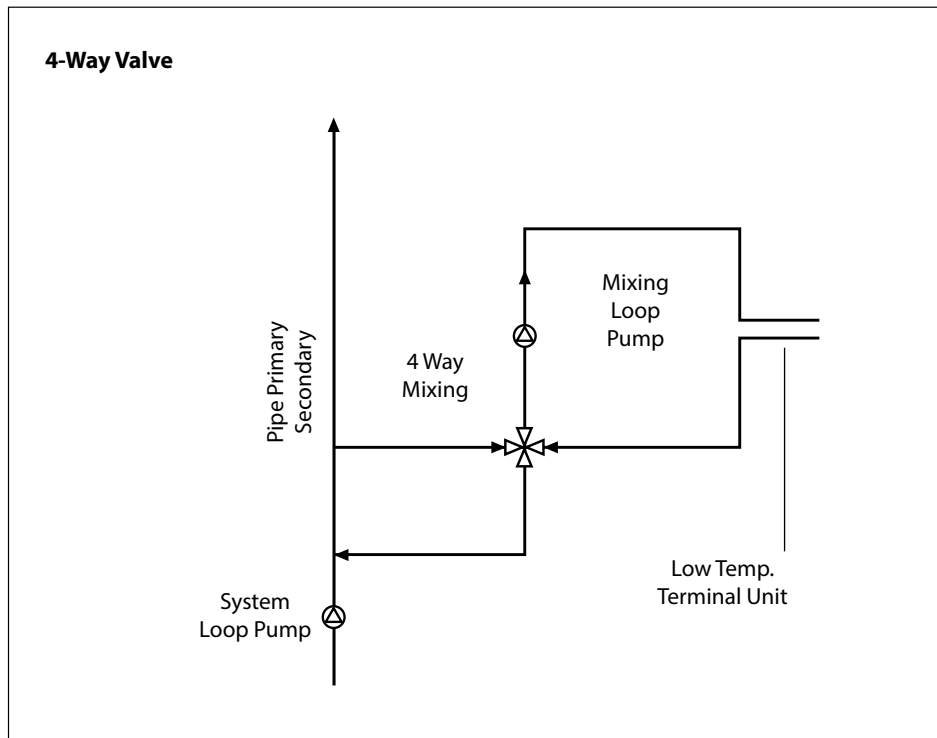 4-Way Valve
Pipe Primary
Secondary
4 Way
Mixing
Mixing
Loop
Pump
System
Loop Pump
Low Temp.
Terminal Unit